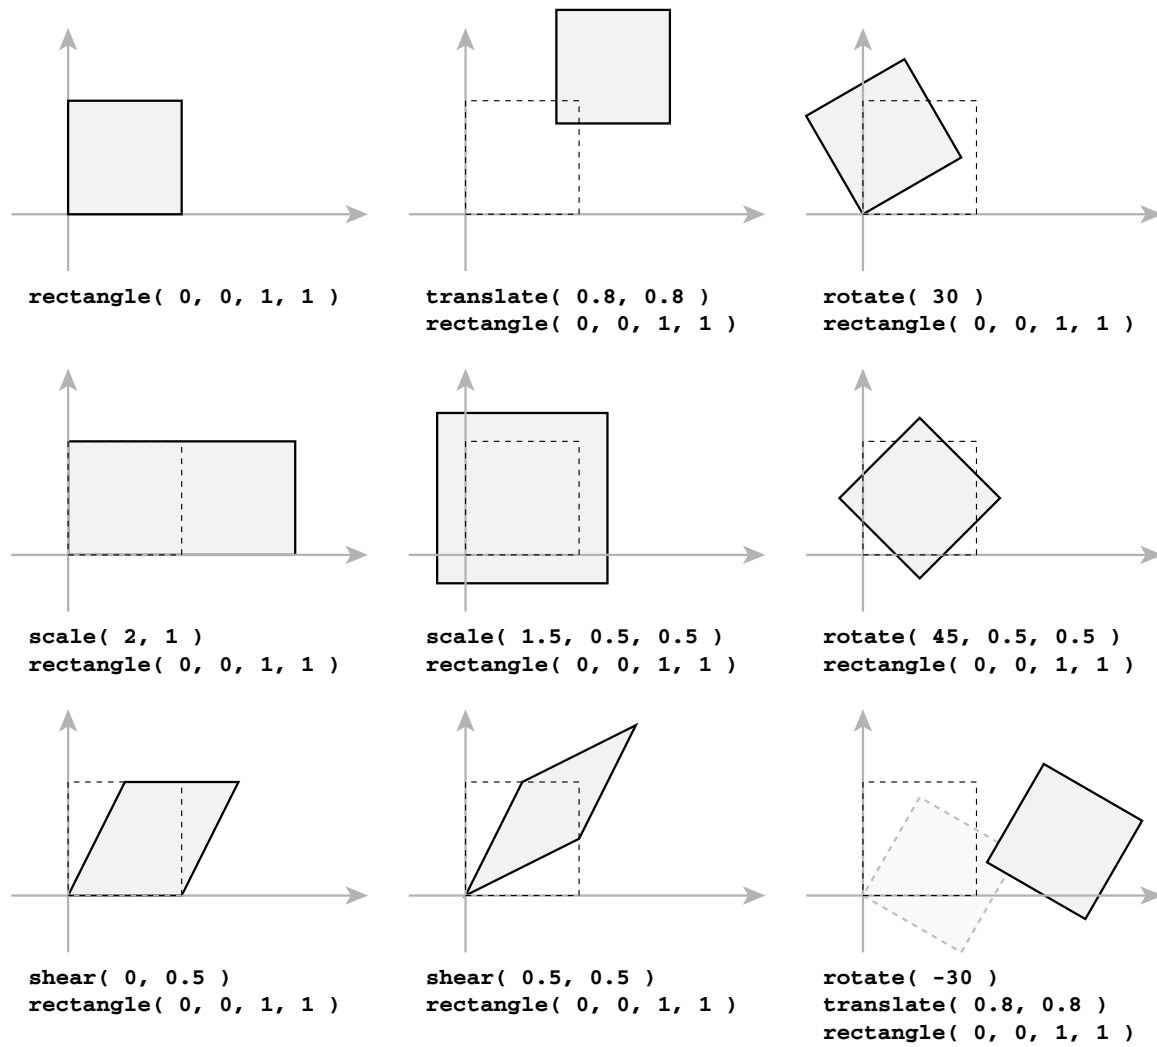 rectangle( 0, 0, 1, 1 )
translate( 0.8, 0.8 )
rectangle( 0, 0, 1, 1 )
rotate( 30 )
rectangle( 0, 0, 1, 1 )
scale( 2, 1 )
rectangle( 0, 0, 1, 1 )
scale( 1.5, 0.5, 0.5 )
rectangle( 0, 0, 1, 1 )
rotate( 45, 0.5, 0.5 )
rectangle( 0, 0, 1, 1 )
shear( 0, 0.5 )
rectangle( 0, 0, 1, 1 )
shear( 0.5, 0.5 )
rectangle( 0, 0, 1, 1 )
rotate( -30 )
translate( 0.8, 0.8 )
rectangle( 0, 0, 1, 1 )